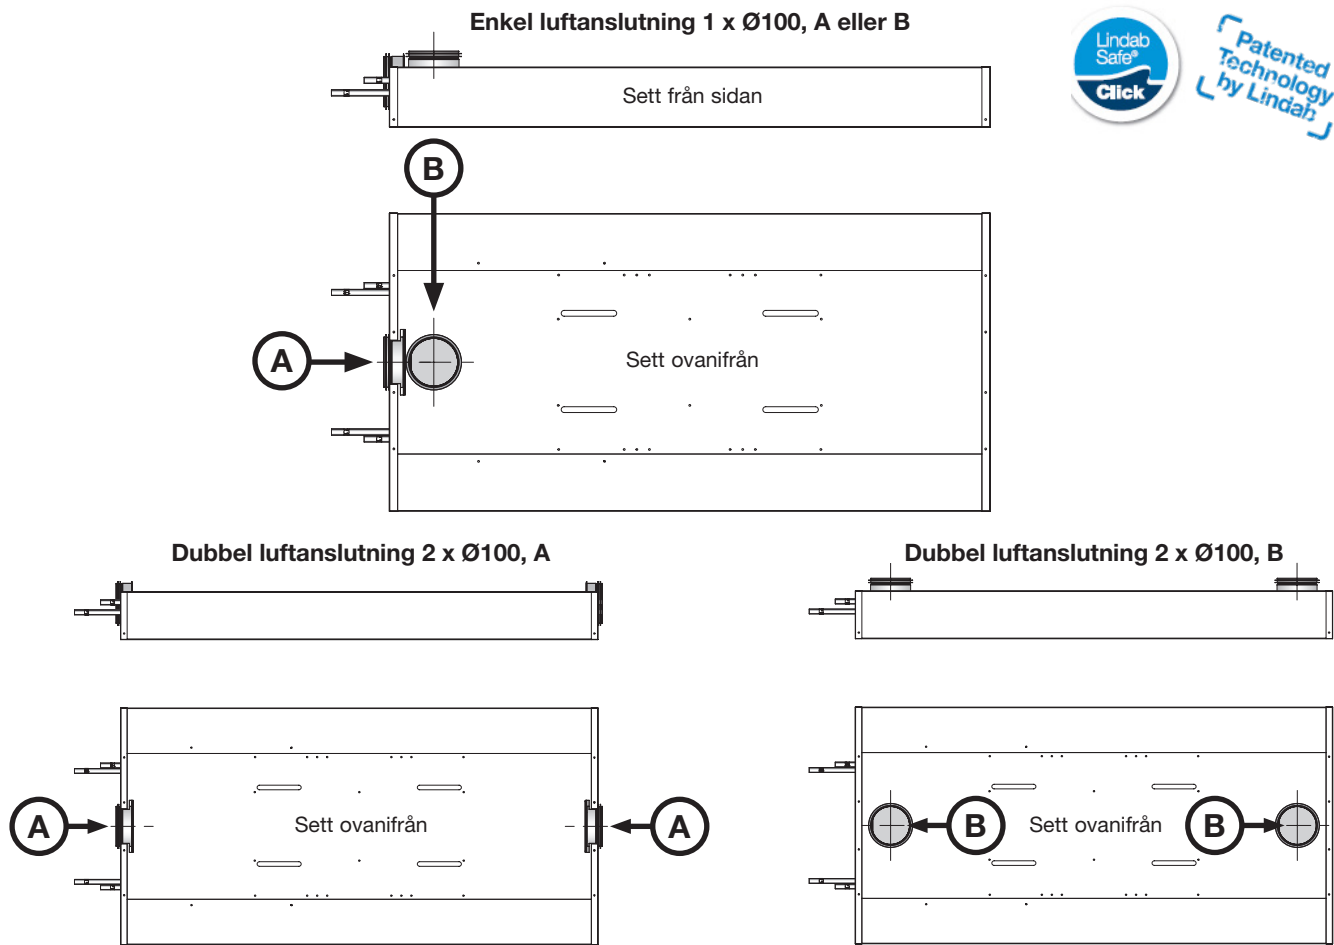 Enkel luftanslutning 1 x Ø100, A eller B
Lindab
Safe®
Click
Patented
Technology
by Lindab
Sett från sidan
B
A
Sett ovanifrån
Dubbel luftanslutning 2 x Ø100, A
Dubbel luftanslutning 2 x Ø100, B
A
Sett ovanifrån
A
B
Sett ovanifrån
B